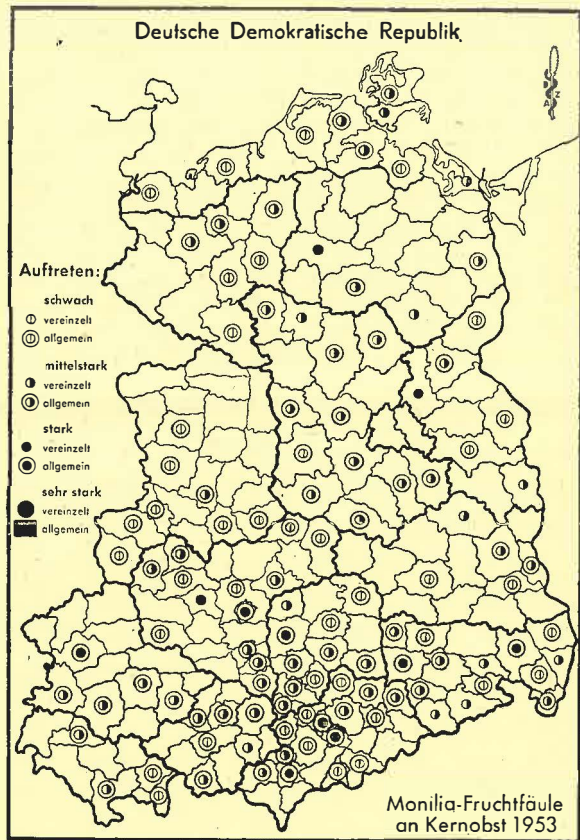 Deutsche Demokratische Republik
Auftreten:
schwach
vereinzelt
allgemein
mittelstark
vereinzelt
allgemein
stark
vereinzelt
allgemein
sehr stark
vereinzelt
allgemein
Monilia-Fruchtfäule
an Kernobst 1953